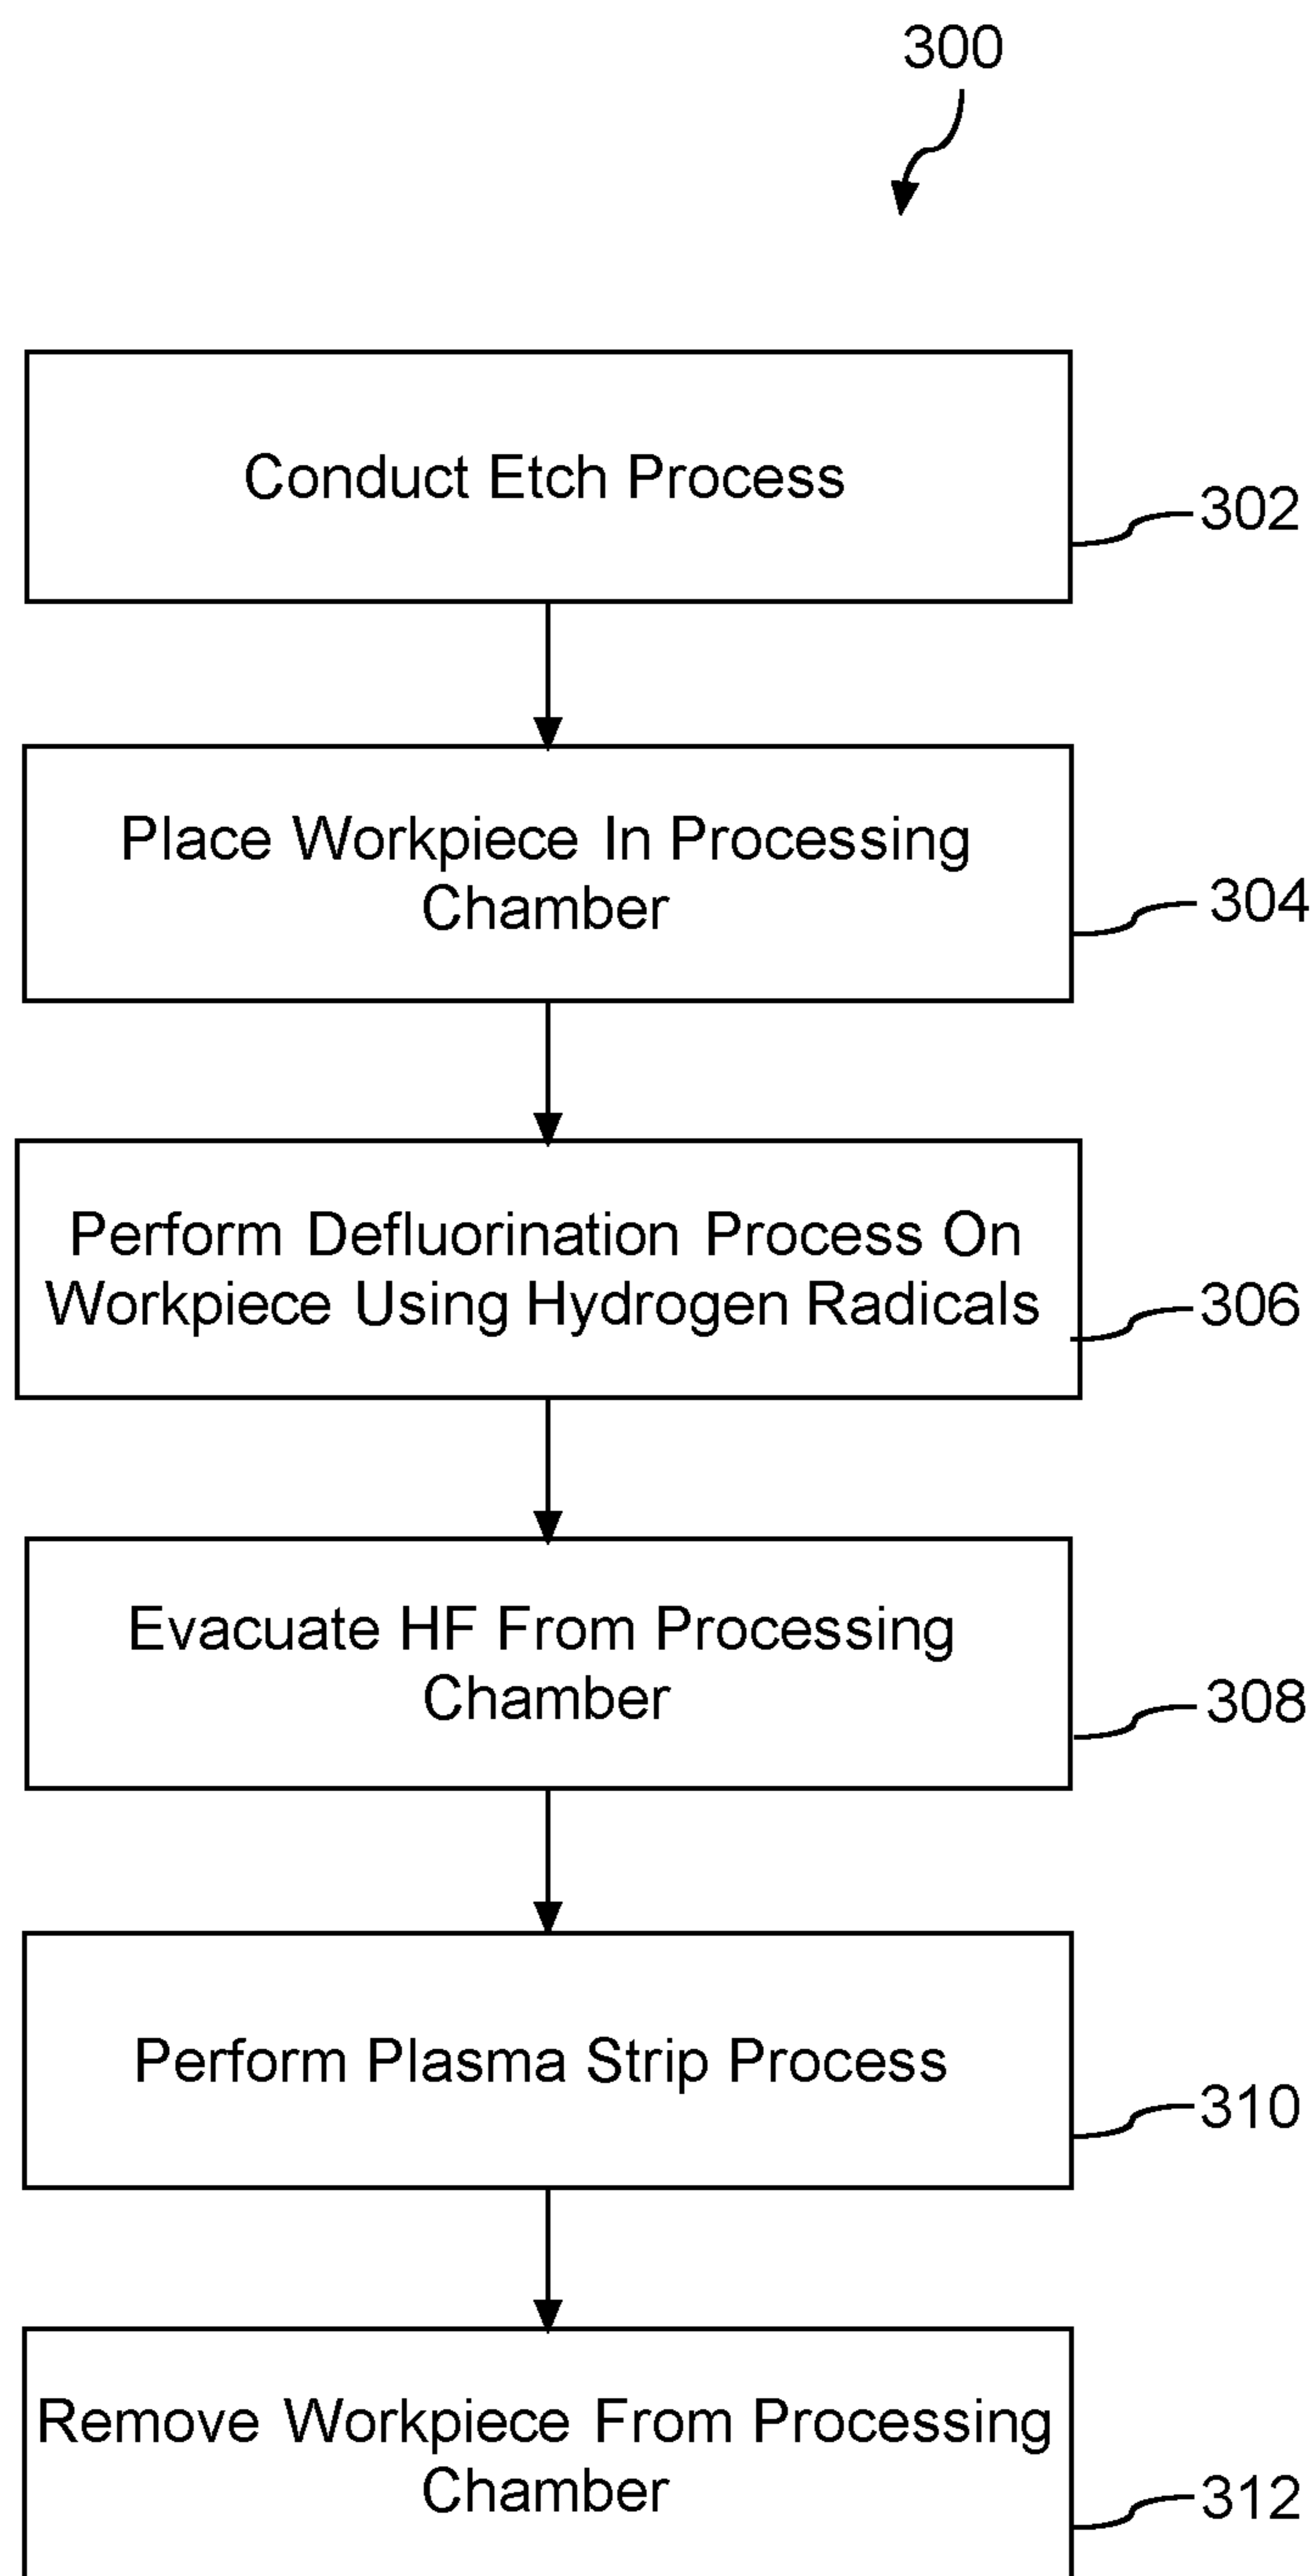 300
Conduct Etch Process
302
Place Workpiece In Processing
Chamber
304
Perform Defluorination Process On
Workpiece Using Hydrogen Radicals
306
Evacuate HF From Processing
Chamber
308
Perform Plasma Strip Process
310
Remove Workpiece From Processing
Chamber
312